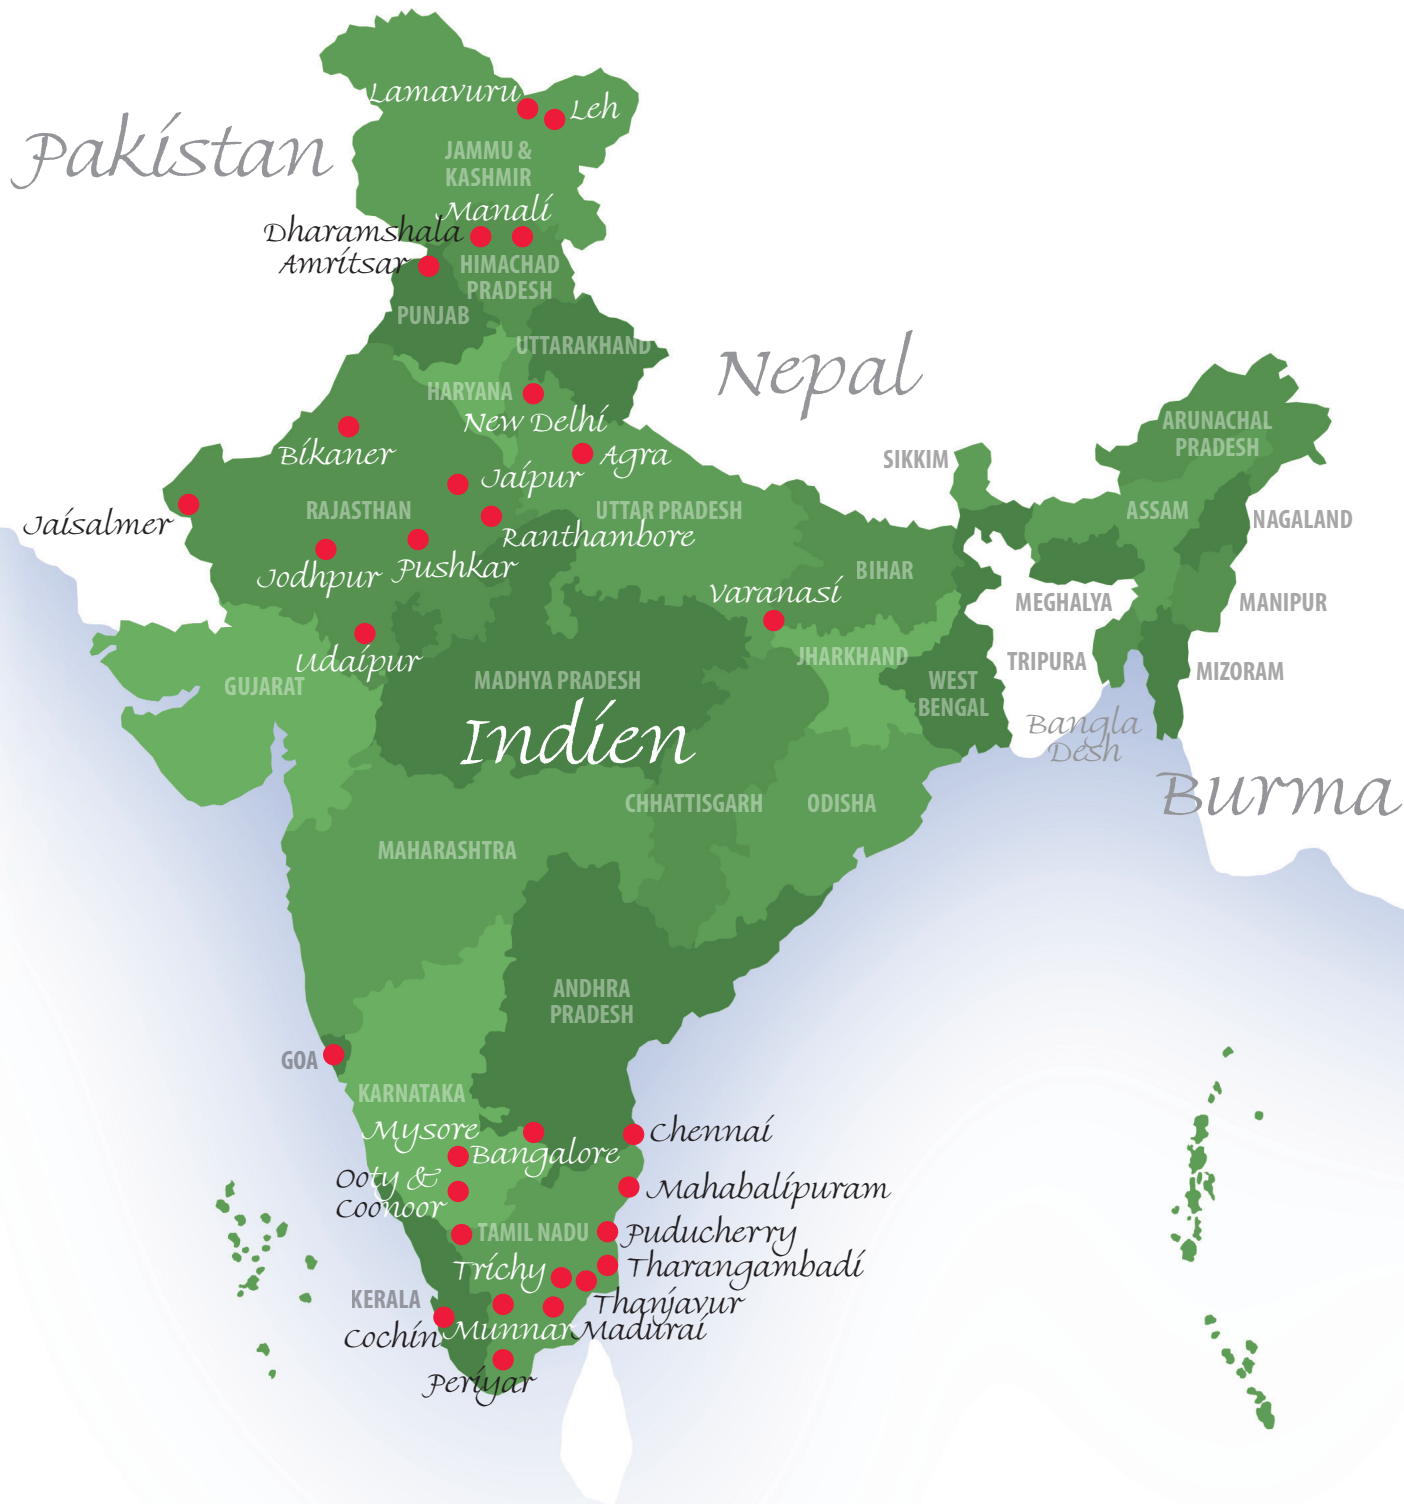 Lamavuru
Leh
Pakistan
JAMMU &
KASHMIR
Manali
Dharamshala
Amritsar
HIMACHAD
PRADESH
PUNJAB
UTTARAKHAND
Nepal
HARYANA
New Delhi
ARUNACHAL
PRADESH
Bikaner
Agra
SIKKIM
Jaipur
RAJASTHAN
UTTAR PRADESH
ASSAM
NAGALAND
Jaisalmer
Ranthambore
Jodhpur
Pushkar
BIHAR
Varanasi
MEGHALYA
MANIPUR
Udaipur
JHARKHAND
TRIPURA
MIZORAM
GUJARAT
MADHYA PRADESH
WEST
BENGAL
Indien
Bangla
Desh
Burma
CHHATTISGARH
ODISHA
MAHARASHTRA
ANDHRA
PRADESH
GOA
KARNATAKA
Mysore
Bangalore
Chennai
Ooty &
Coonoor
Mahabalipuram
TAMIL NADU
Puducherry
Trichy
Tharangambadi
KERALA
Thanjavur
Cochin
Munnar
Madurai
Periyar